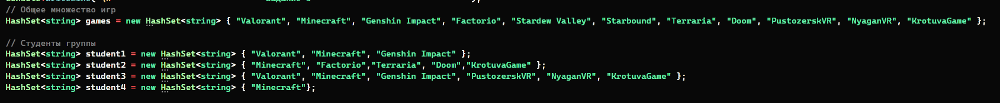 // Общее множество игр
HashSet<string> games = new HashSet<string> { "Valorant", "Minecraft", "Genshin Impact", "Factorio", "Stardew Valley", "Starbound", "Terraria", "Doom", "PustozerskVR", "NyaganVR", "KrotuvaGame" };
// Студенты группы
HashSet<string> student1 = new HashSet<string> { "Valorant", "Minecraft", "Genshin Impact" };
HashSet<string> student2 = new HashSet<string> { "Minecraft", "Factorio","Terraria", "Doom","KrotuvaGame" };
HashSet<string> student3 = new HashSet<string> { "Valorant", "Minecraft", "Genshin Impact", "PustozerskVR", "NyaganVR", "KrotuvaGame" };
HashSet<string> student4 = new HashSet<string> { "Minecraft"};